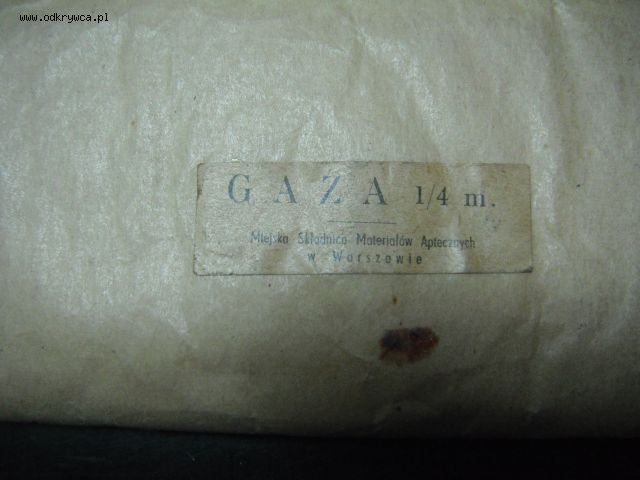 www.odkrywca.pl
GAZA 1/4 m.
Miejska Składnica Materiałów Aptecznych
w Warszawie